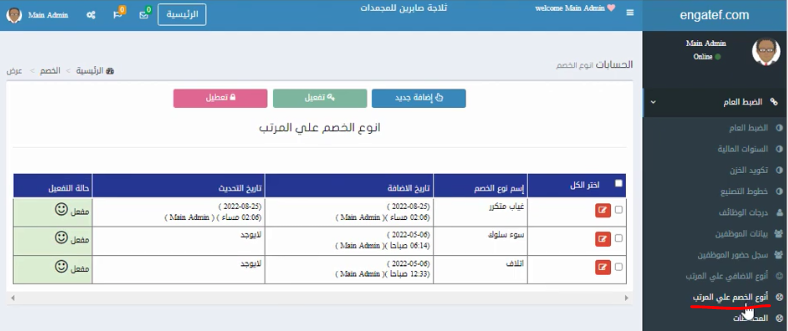 engatef.com
welcome Main Admin
ثلاجة صابرين للمجمدات
الرئيسية
0
0
Main Admin
Main Admin
Online
الضبط العام
الضبط العام
السنوات المالية
تكويد الخزن
خطوط التصنيع
درجات الوظائف
بيانات الموظفين
سجل حضور الموظفين
أنوع الاضافي علي المرتب
أنوع الخصم علي المرتب
الحسابات انوع الخصم
الرئيسية > الخصم > عرض
إضافة جديد
تفعيل
تعطيل
انوع الخصم علي المرتب
اختر الكل إسم نوع الخصم تاريخ الاضافة تاريخ التحديث حالة التفعيل
غياب متكرر (2022-08-25 ) (2022-08-25 ) مفعل
02:06 مساء )( Main Admin ) 02:06 مساء ) ( Main Admin )
سوء سلوك (2022-05-06 ) لايوجد مفعل
06:14 صباحا )( Main Admin )
اتلاف (2022-05-06 ) لايوجد مفعل
12:33 صباحا )( Main Admin )